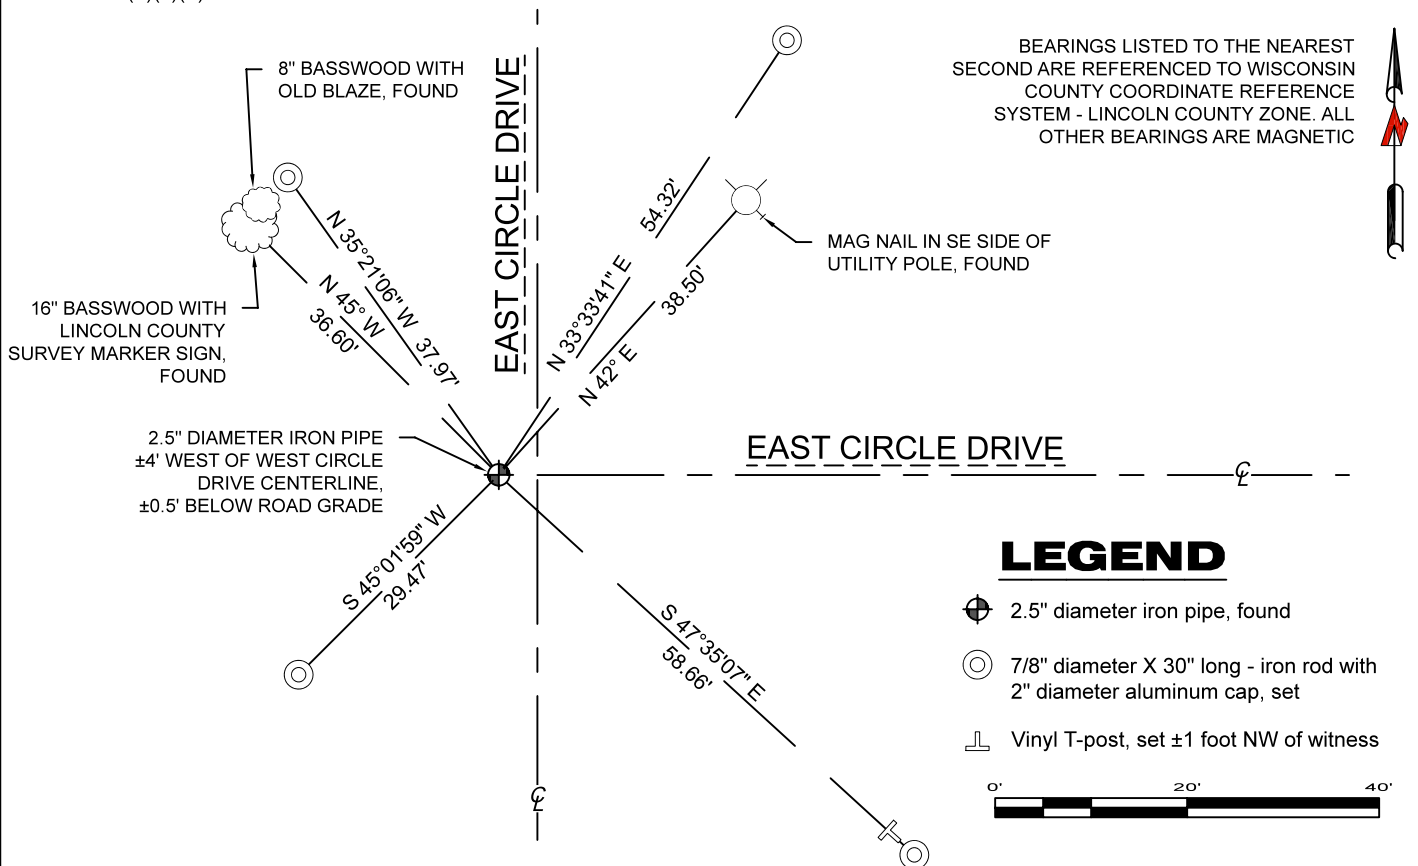 8" BASSWOOD WITH
OLD BLAZE, FOUND
EAST CIRCLE DRIVE
BEARINGS LISTED TO THE NEAREST
SECOND ARE REFERENCED TO WISCONSIN
COUNTY COORDINATE REFERENCE
SYSTEM - LINCOLN COUNTY ZONE. ALL
OTHER BEARINGS ARE MAGNETIC
N
N 35°21'06" W 37.97'
N 45° W
36.60'
N 33°33'41" E 54.32'
N 42° E 38.50'
MAG NAIL IN SE SIDE OF
UTILITY POLE, FOUND
16" BASSWOOD WITH
LINCOLN COUNTY
SURVEY MARKER SIGN,
FOUND
2.5" DIAMETER IRON PIPE
±4' WEST OF WEST CIRCLE
DRIVE CENTERLINE,
±0.5' BELOW ROAD GRADE
EAST CIRCLE DRIVE
℄
S 45°01'59" W
29.47'
S 47°35'07" E
58.66'
℄
LEGEND
2.5" diameter iron pipe, found
7/8" diameter X 30" long - iron rod with
2" diameter aluminum cap, set
Vinyl T-post, set ±1 foot NW of witness
0' 20' 40'